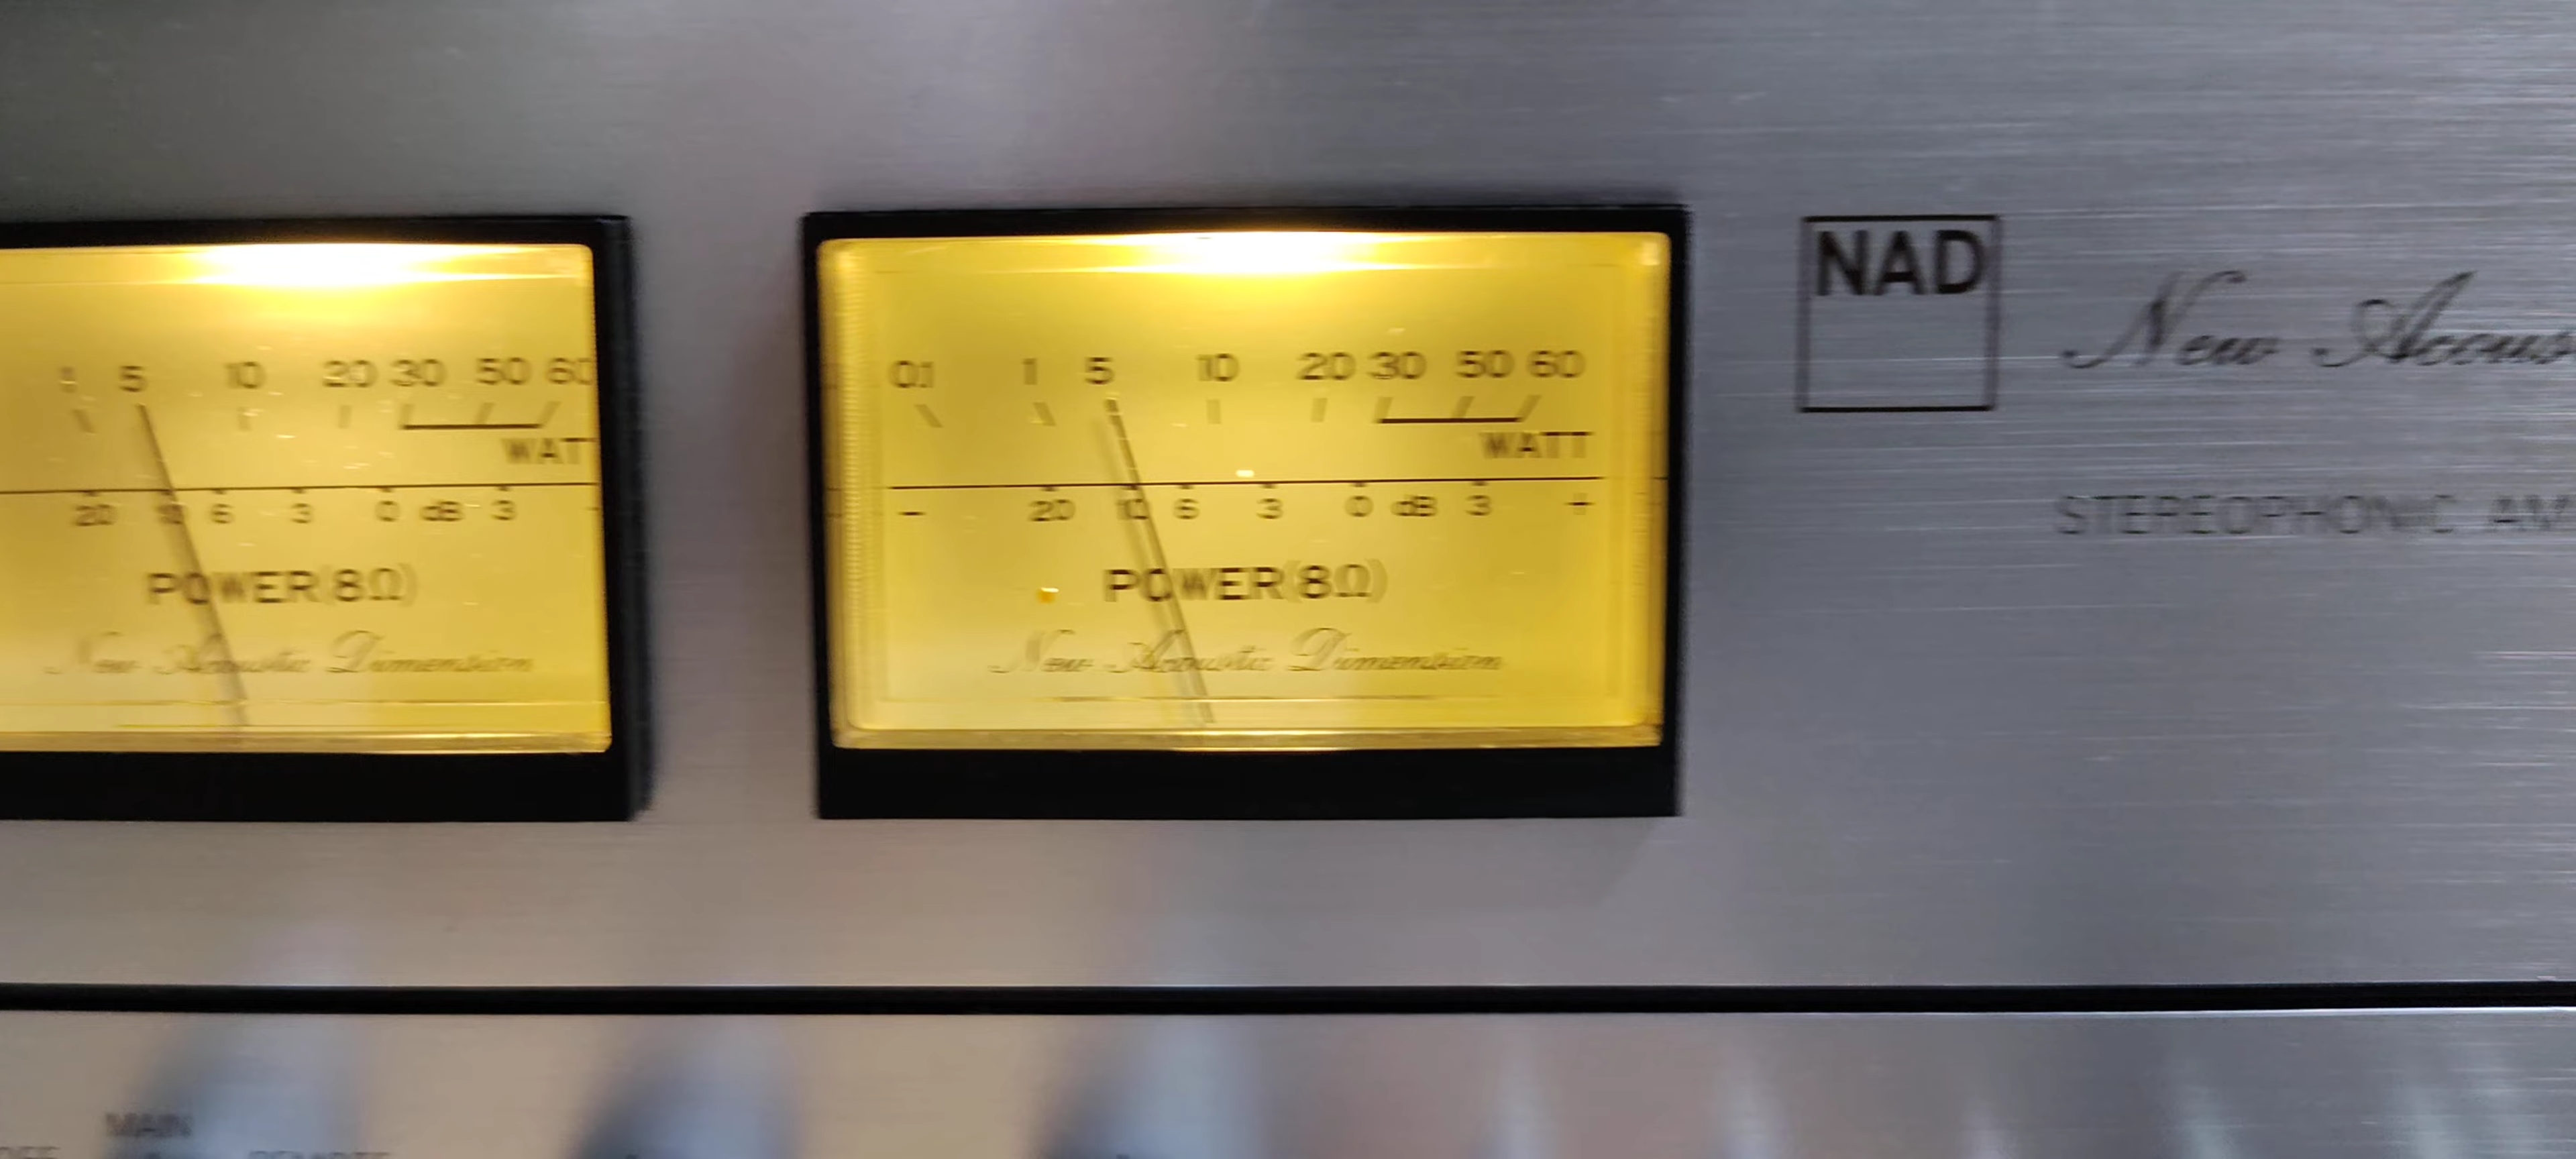 1 5 10 20 30 50 60
WATT
20 10 6 3 0 dB 3
POWER(8Ω)
New Acoustic Dimension
0.1 1 5 10 20 30 50 60
WATT
- 20 10 6 3 0 dB 3 +
POWER(8Ω)
New Acoustic Dimension
NAD
New Acous
STEREOPHONIC AM
MAIN
OFF REMOTE